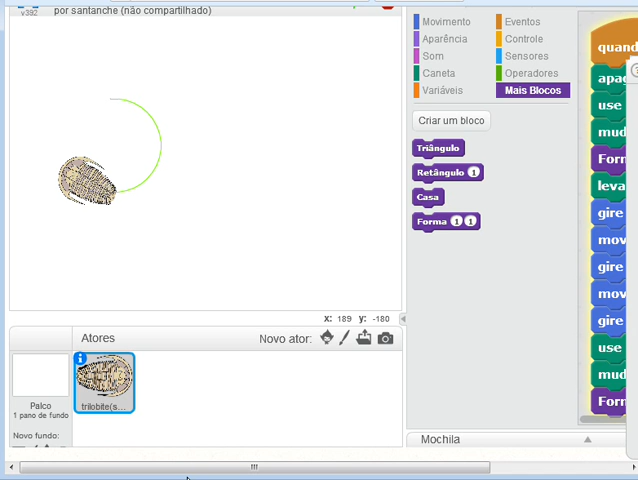 por santanche (não compartilhado)
v392
x: 189 y: -180
Atores
Novo ator:
Palco
1 pano de fundo
Novo fundo:
trilobite(s...
Movimento
Eventos
Aparência
Controle
Som
Sensores
Caneta
Operadores
Variáveis
Mais Blocos
Criar um bloco
Triângulo
Retângulo 1
Casa
Forma 1 1
Mochila
quand
apag
use
mud
Form
leva
gire
mov
gire
mov
gire
use
mud
Form